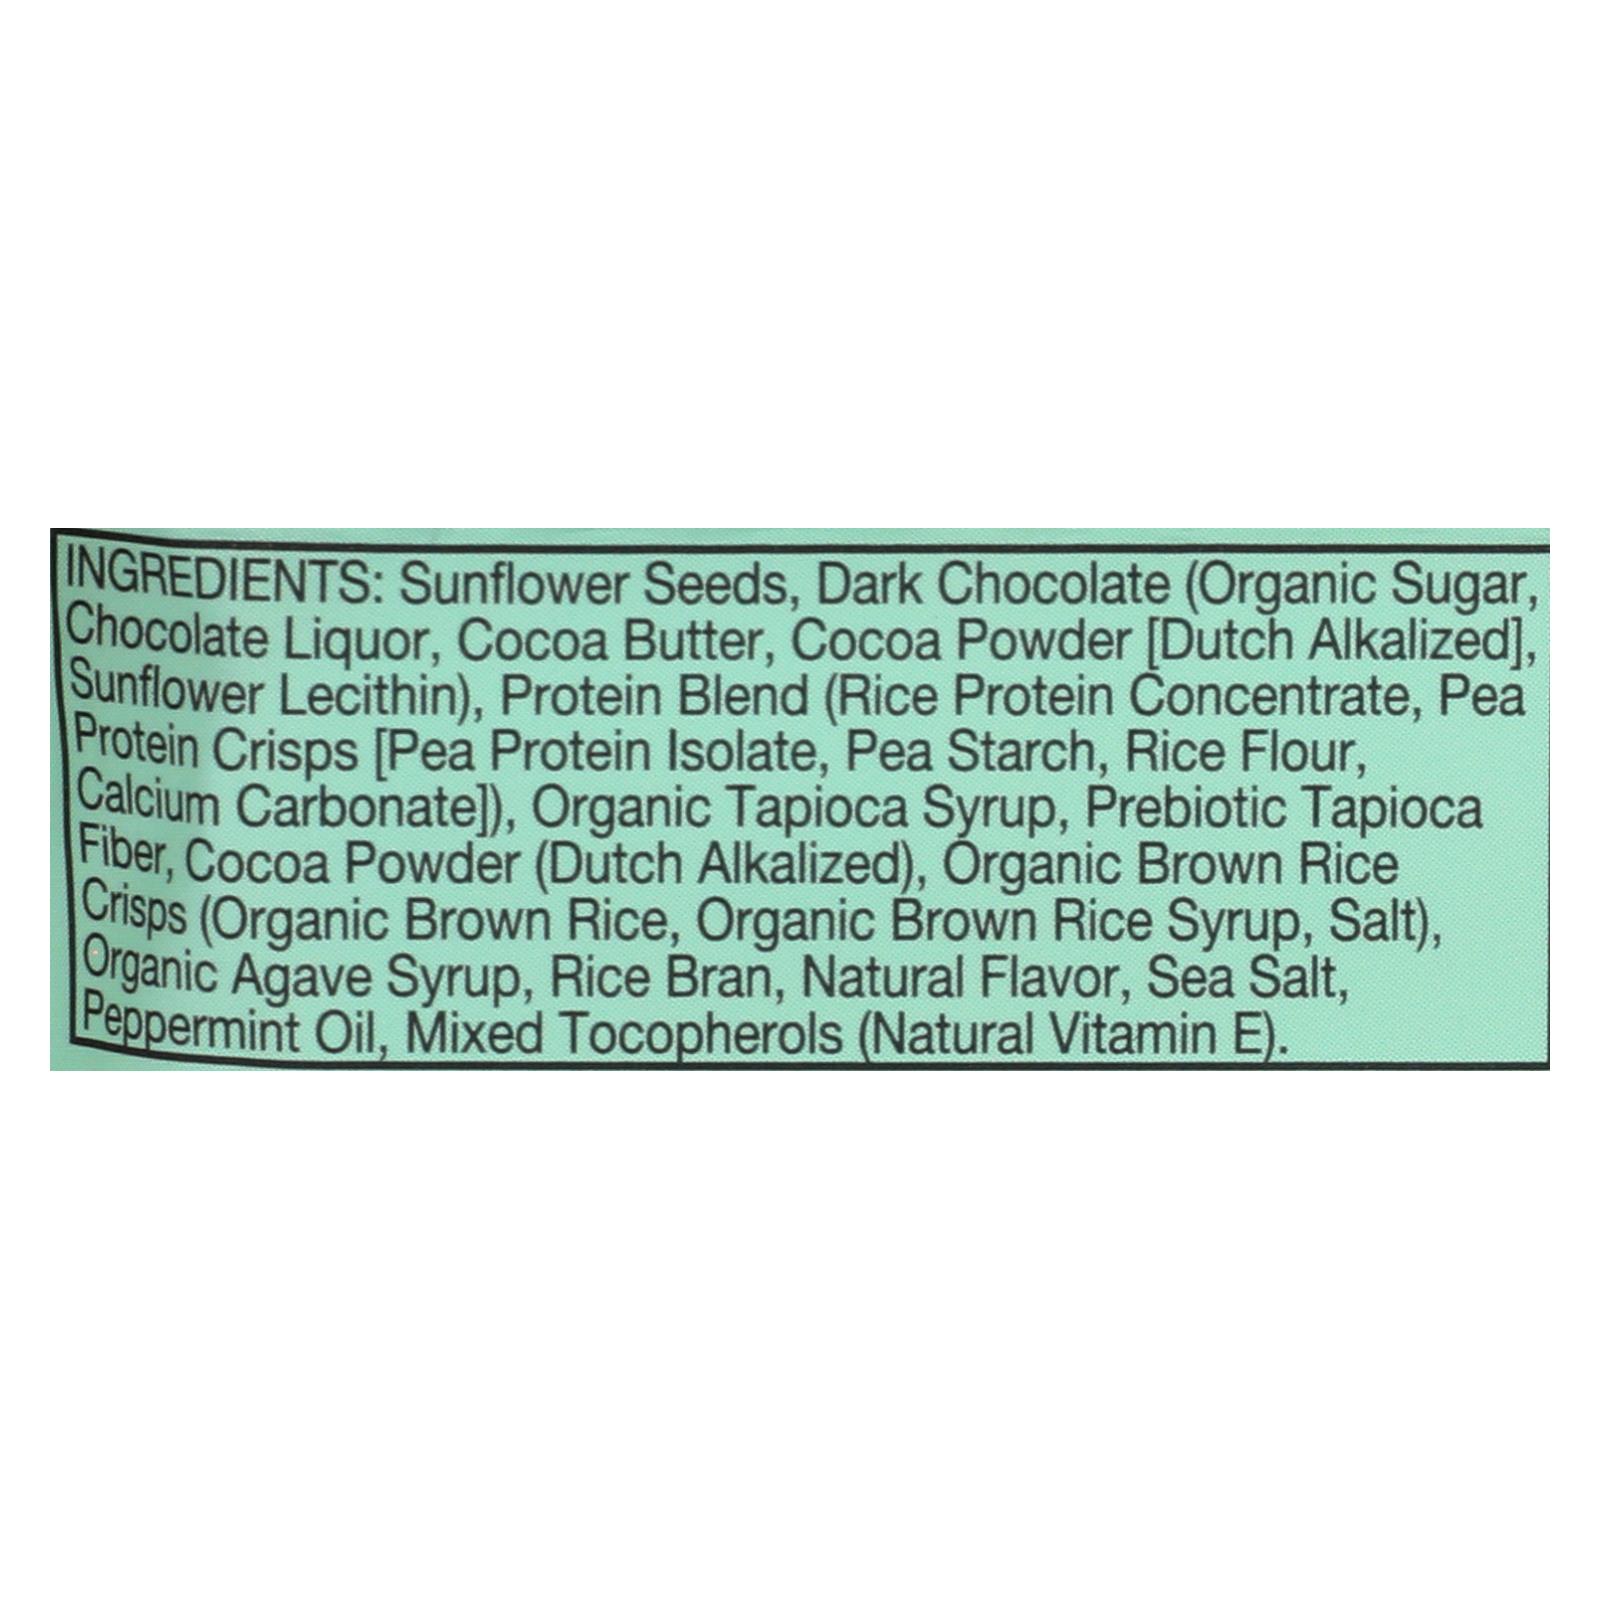 INGREDIENTS: Sunflower Seeds, Dark Chocolate (Organic Sugar,
Chocolate Liquor, Cocoa Butter, Cocoa Powder [Dutch Alkalized],
Sunflower Lecithin), Protein Blend (Rice Protein Concentrate, Pea
Protein Crisps [Pea Protein Isolate, Pea Starch, Rice Flour,
Calcium Carbonate]), Organic Tapioca Syrup, Prebiotic Tapioca
Fiber, Cocoa Powder (Dutch Alkalized), Organic Brown Rice
Crisps (Organic Brown Rice, Organic Brown Rice Syrup, Salt),
Organic Agave Syrup, Rice Bran, Natural Flavor, Sea Salt,
Peppermint Oil, Mixed Tocopherols (Natural Vitamin E).